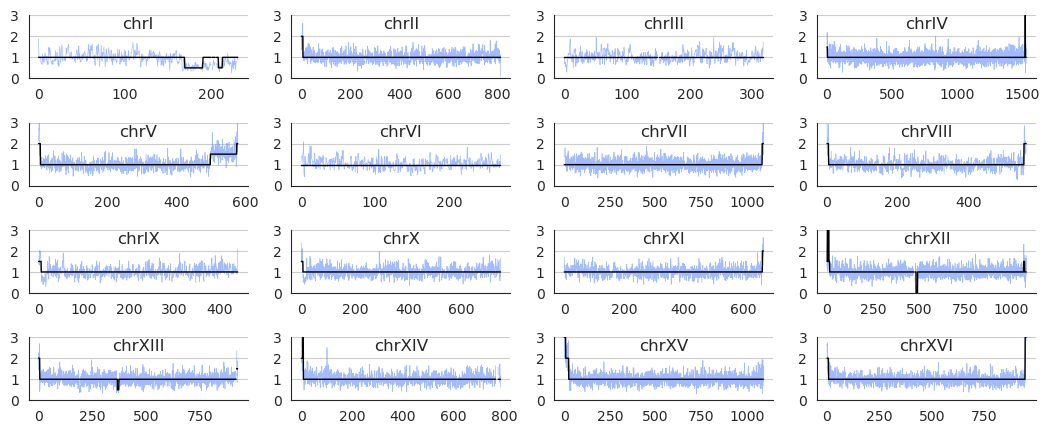 chrI chrII chrIII chrIV
3 3 3 3
2 2 2 2
1 1 1 1
0 0 0 0
0 100 200 0 200 400 600 800 0 100 200 300 0 500 1000 1500
chrV chrVI chrVII chrVIII
3 3 3 3
2 2 2 2
1 1 1 1
0 0 0 0
0 200 400 600 0 100 200 0 250 500 750 1000 0 200 400
chrIX chrX chrXI chrXII
3 3 3 3
2 2 2 2
1 1 1 1
0 0 0 0
0 100 200 300 400 0 200 400 600 0 200 400 600 0 250 500 750 1000
chrXIII chrXIV chrXV chrXVI
3 3 3 3
2 2 2 2
1 1 1 1
0 0 0 0
0 250 500 750 0 200 400 600 800 0 250 500 750 1000 0 250 500 750